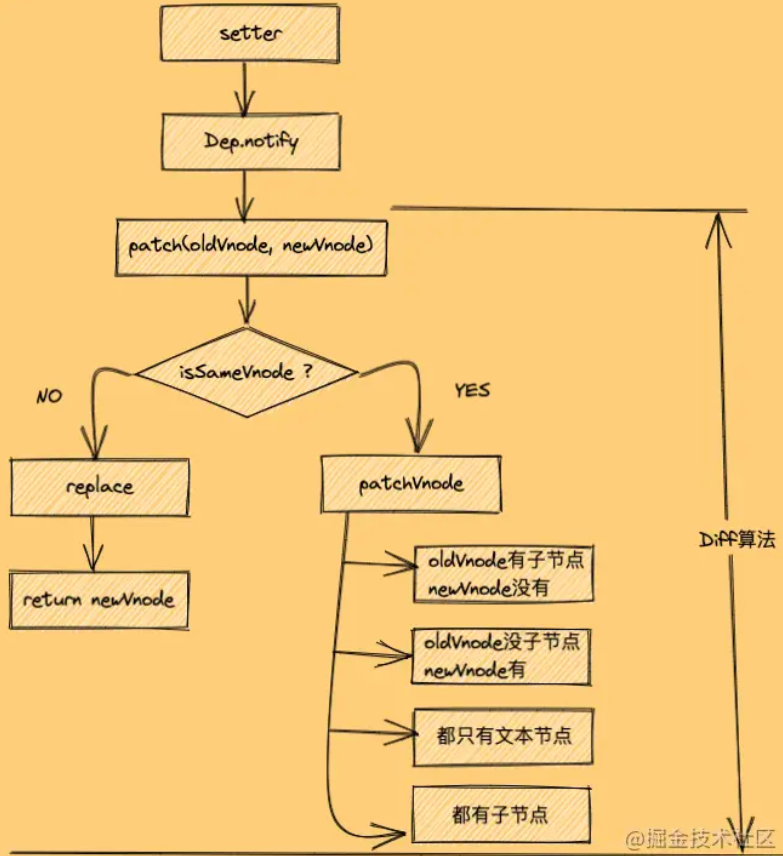 setter
Dep.notify
patch(oldVnode, newVnode)
isSameVnode ?
NO
YES
replace
patchVnode
return newVnode
oldVnode有子节点
newVnode没有
oldVnode没子节点
newVnode有
都只有文本节点
都有子节点
Diff算法
@掘金技术社区